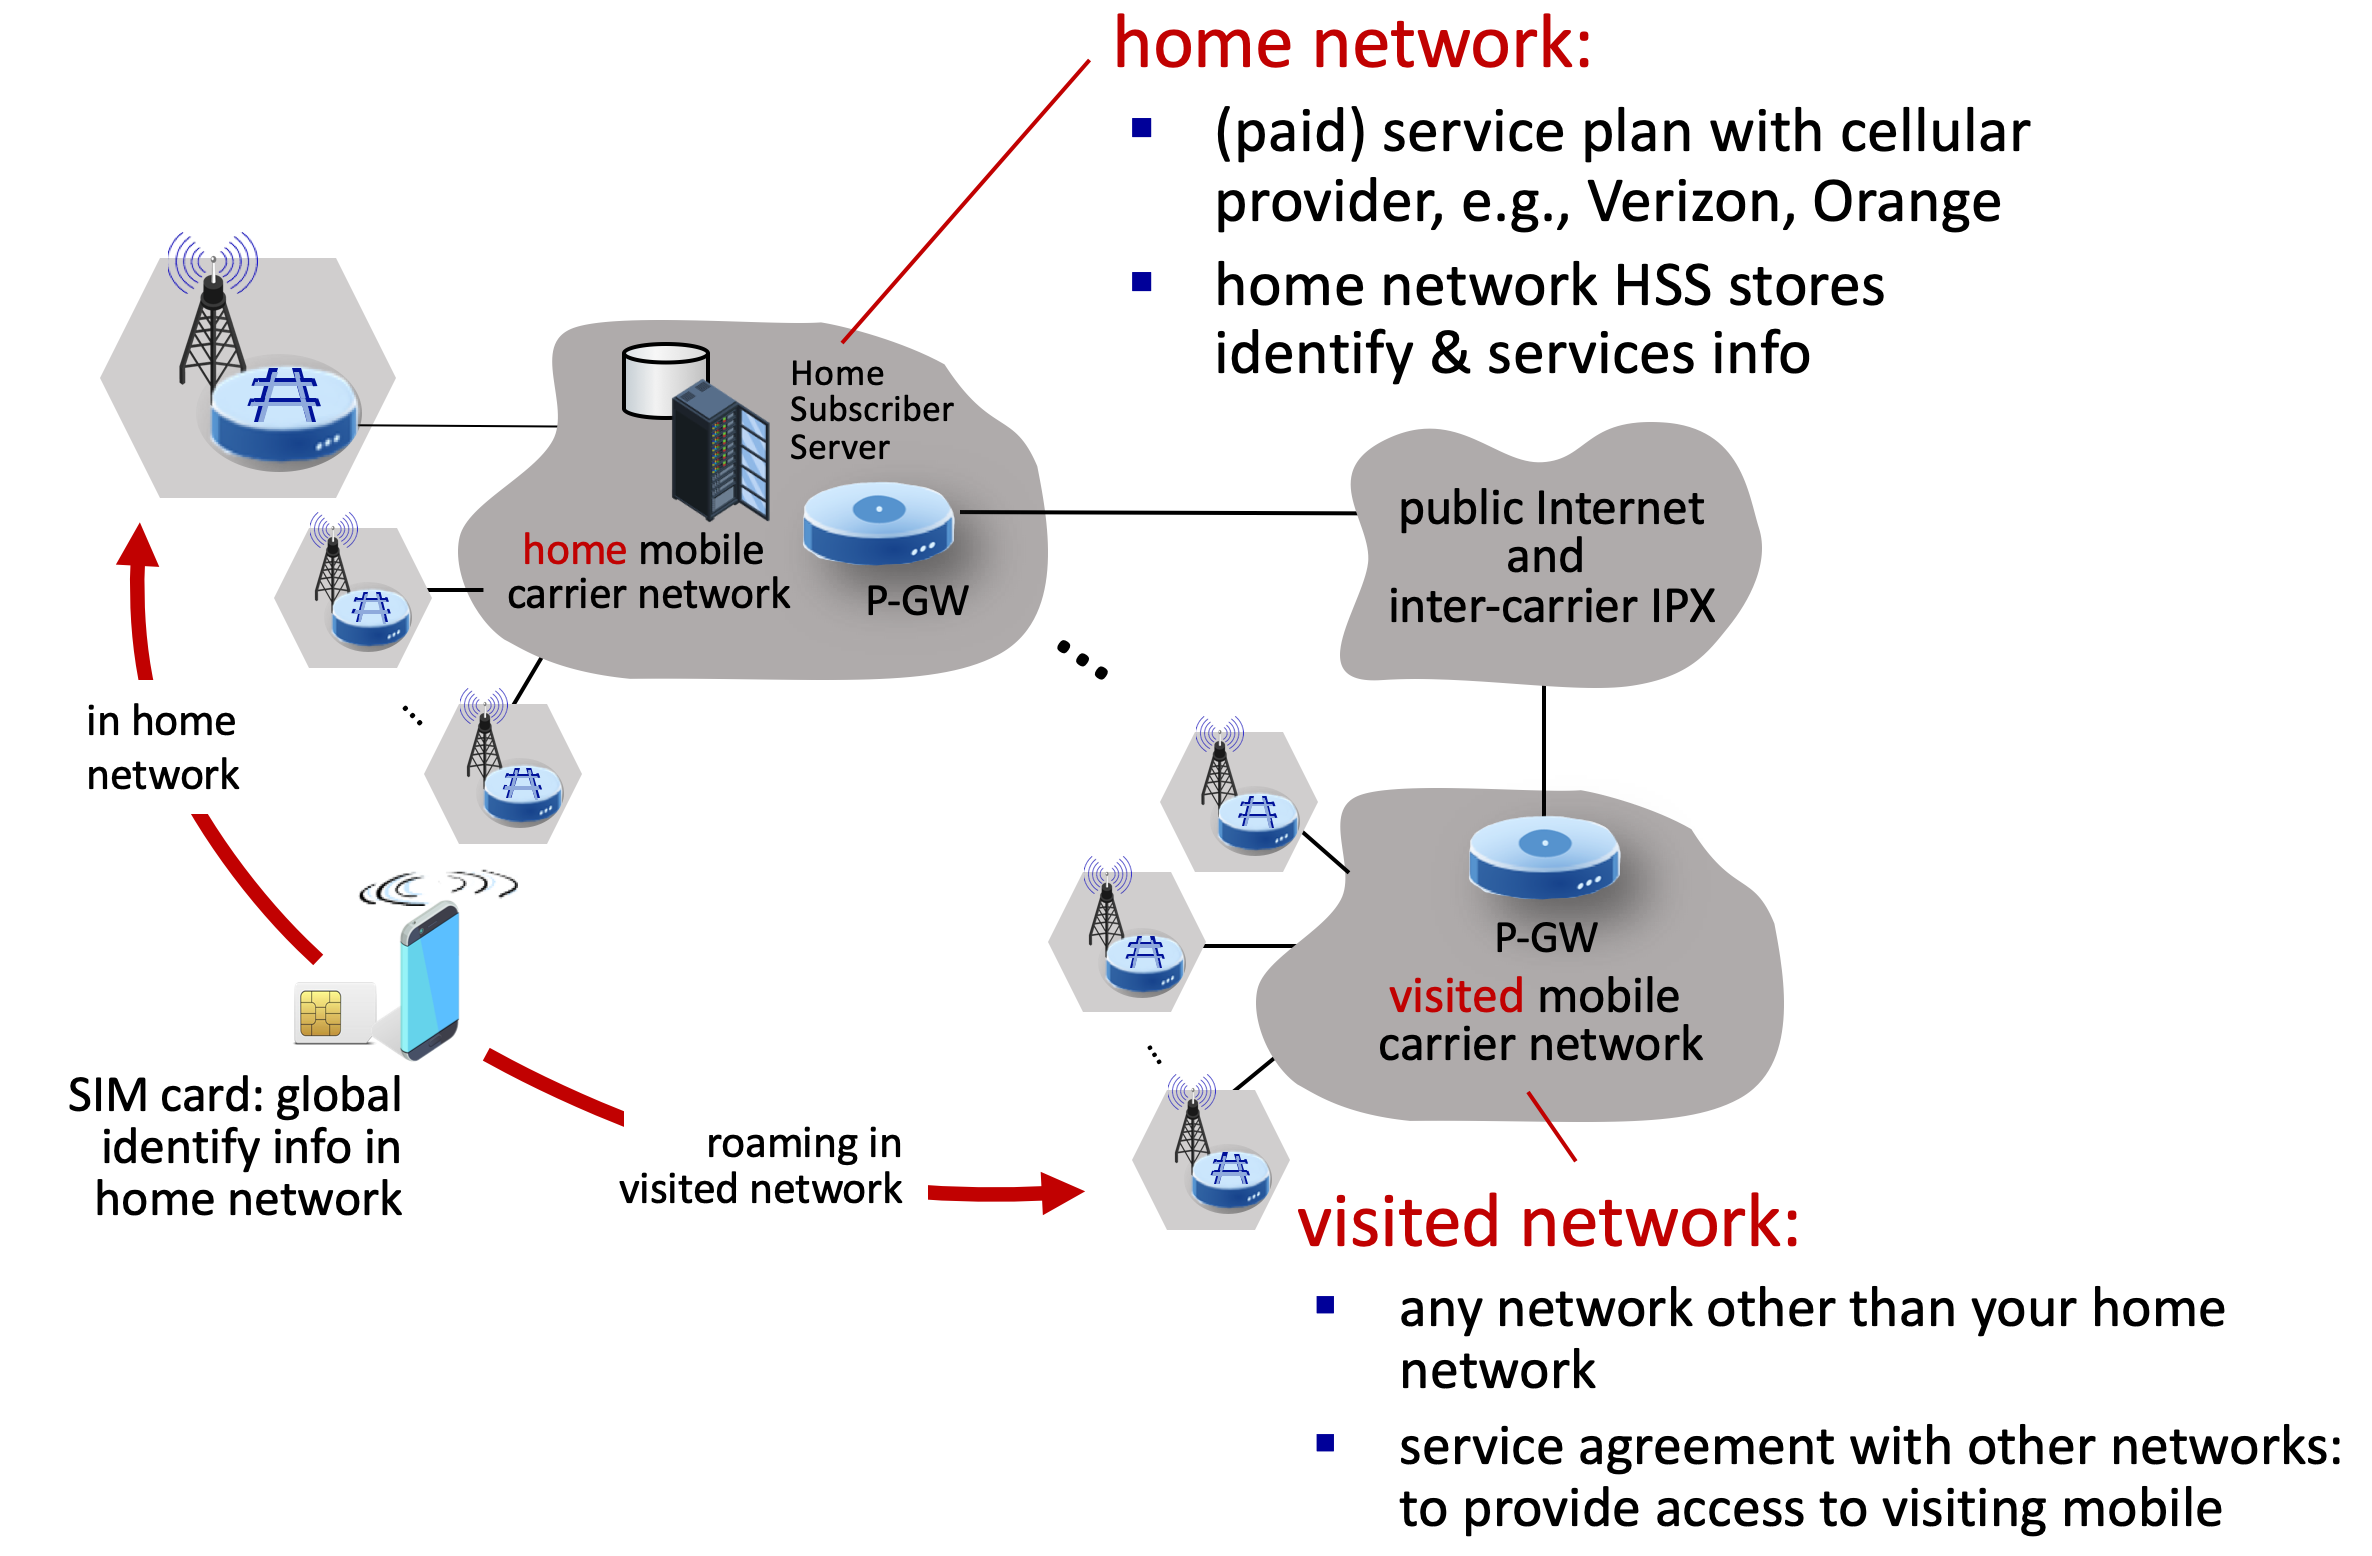 home network:
(paid) service plan with cellular
provider, e.g., Verizon, Orange
home network HSS stores
identify & services info
Home
Subscriber
Server
home mobile
carrier network
P-GW
public Internet
and
inter-carrier IPX
in home
network
SIM card: global
identify info in
home network
roaming in
visited network
P-GW
visited mobile
carrier network
visited network:
any network other than your home
network
service agreement with other networks:
to provide access to visiting mobile